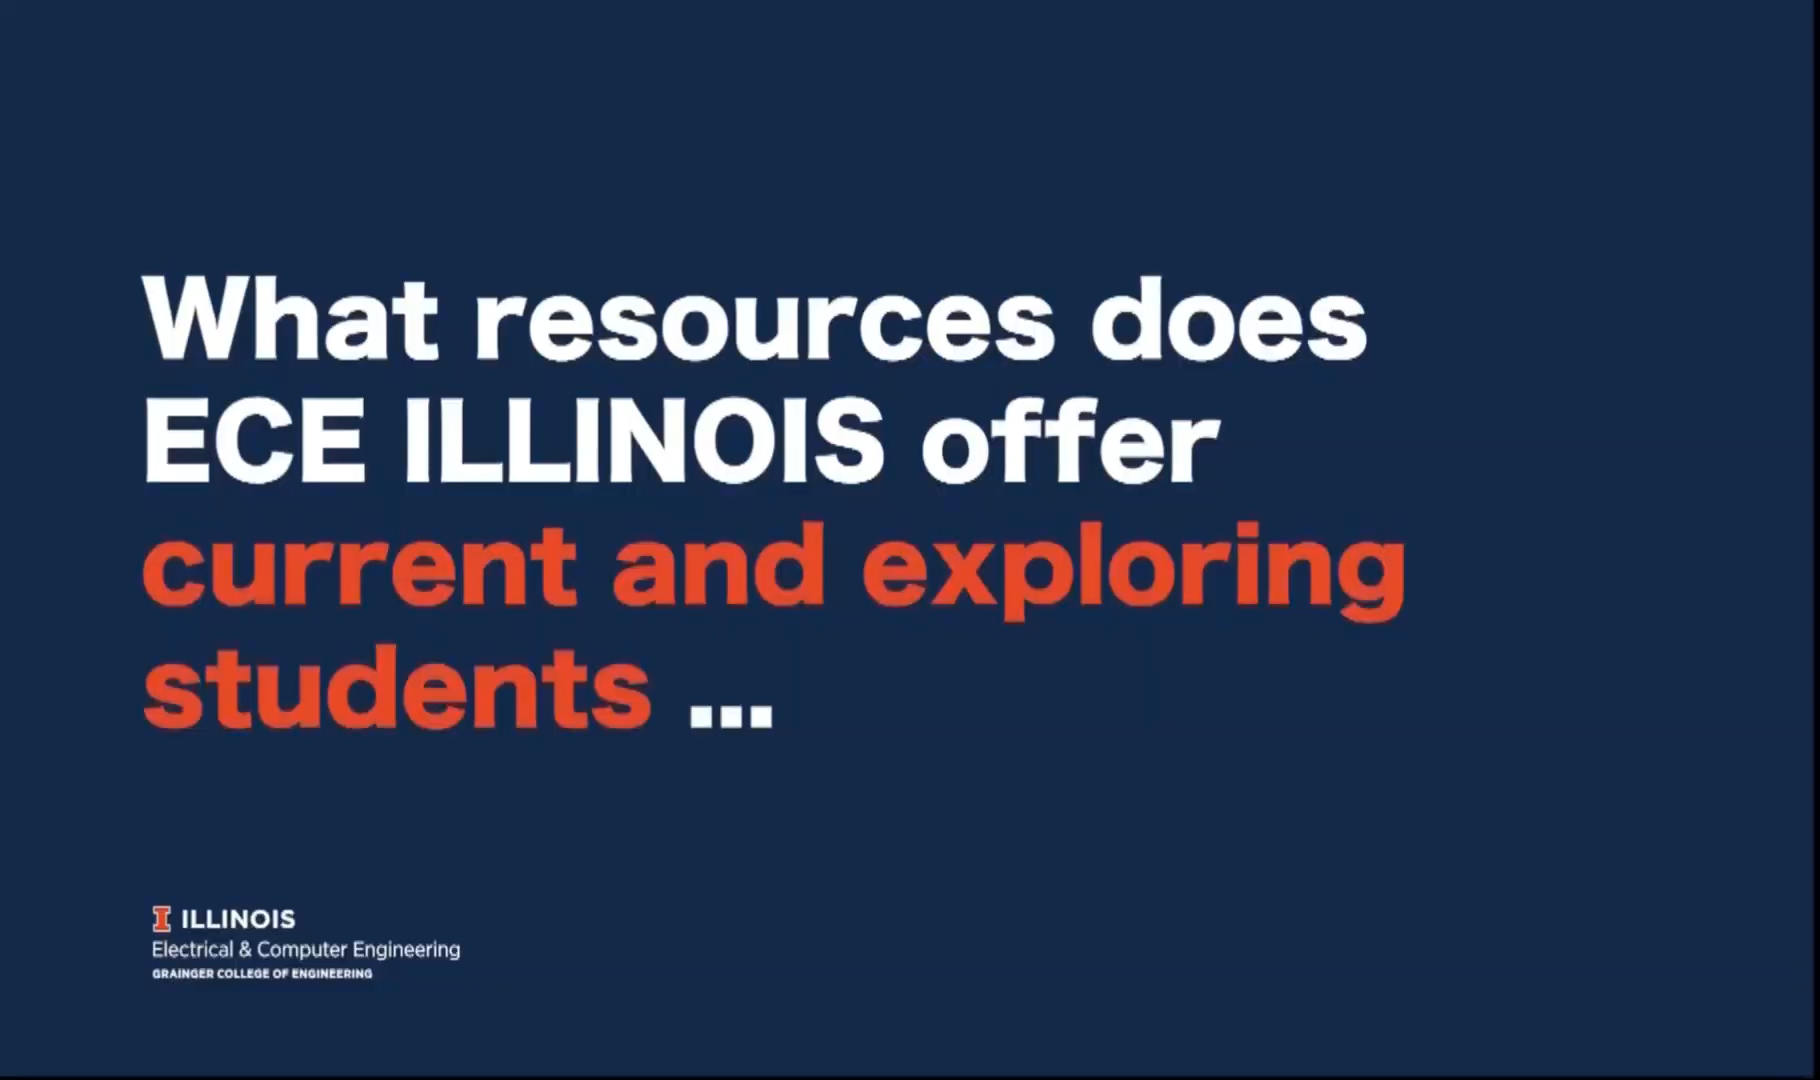 What resources does
ECE ILLINOIS offer
current and exploring
students ...
I ILLINOIS
Electrical & Computer Engineering
GRAINGER COLLEGE OF ENGINEERING